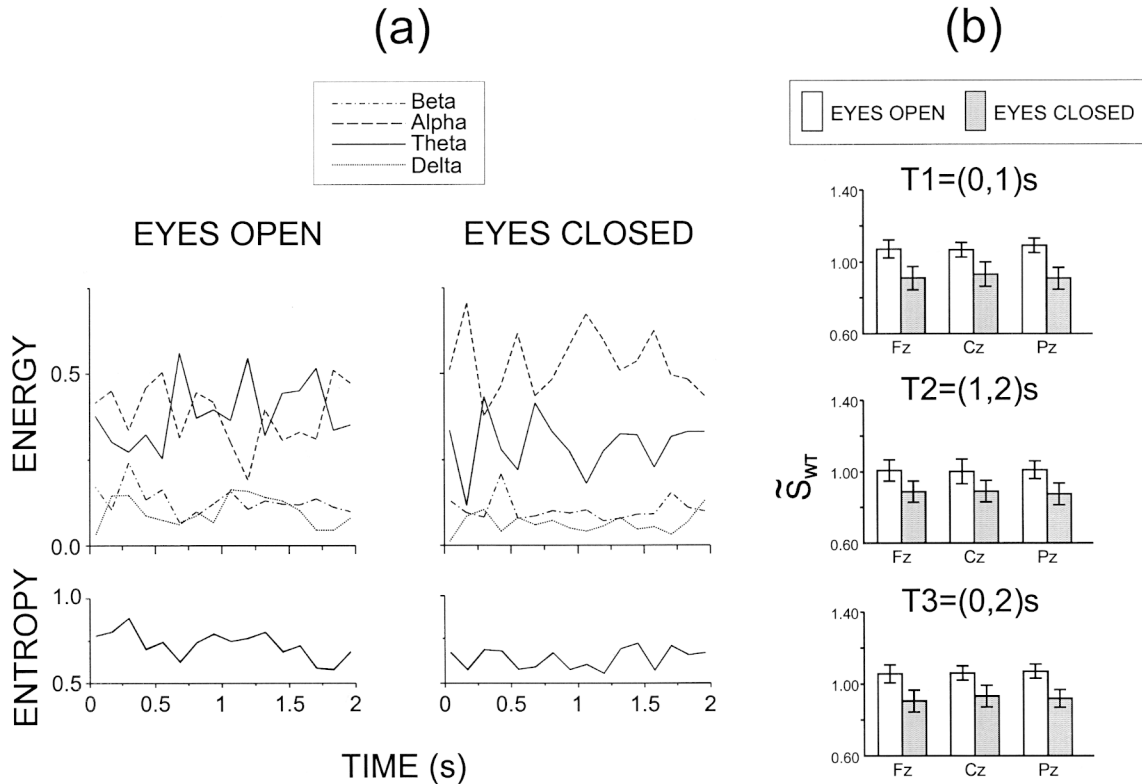 (a)
Beta
Alpha
Theta
Delta
EYES OPEN
EYES CLOSED
ENERGY
0.5
0.0
ENTROPY
1.0
0.5
0 0.5 1 1.5 2
0 0.5 1 1.5 2
TIME (s)
(b)
EYES OPEN
EYES CLOSED
S̃WT
T1=(0,1)s
1.40
1.00
0.60
Fz Cz Pz
T2=(1,2)s
1.40
1.00
0.60
Fz Cz Pz
T3=(0,2)s
1.40
1.00
0.60
Fz Cz Pz